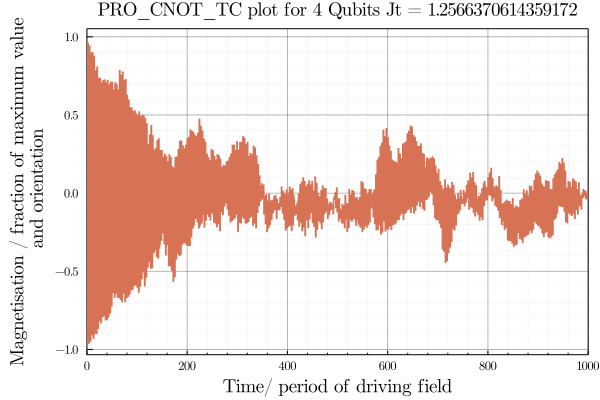 PRO_CNOT_TC plot for 4 Qubits Jt = 1.2566370614359172
Magnetisation / fraction of maximum value
and orientation
1.0
0.5
0.0
−0.5
−1.0
0 200 400 600 800 1000
Time/ period of driving field